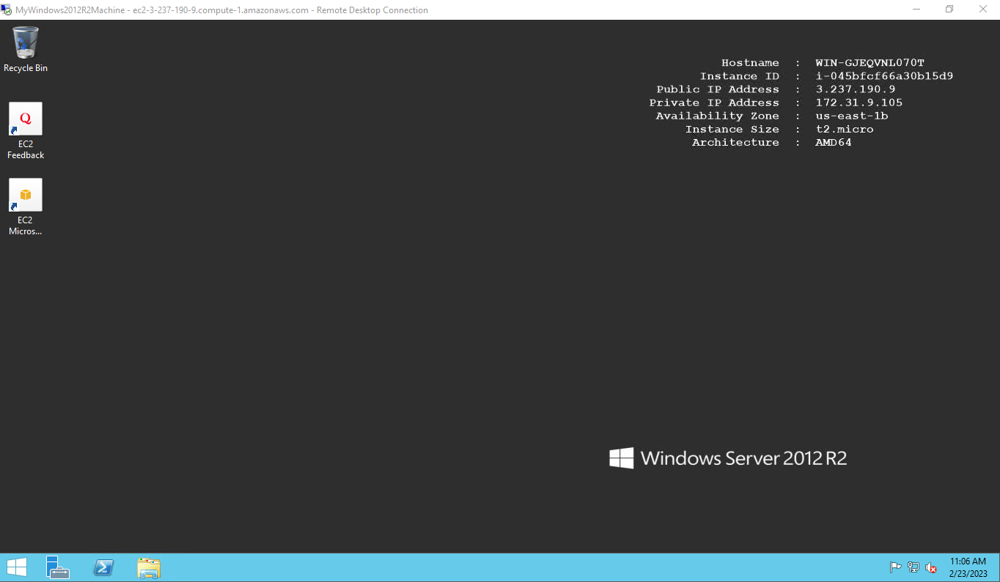 MyWindows2012R2Machine - ec2-3-237-190-9.compute-1.amazonaws.com - Remote Desktop Connection
Recycle Bin
Hostname : WIN-GJEQVNL070T
Instance ID : i-045bfcf66a30b15d9
Public IP Address : 3.237.190.9
Private IP Address : 172.31.9.105
Availability Zone : us-east-1b
Instance Size : t2.micro
Architecture : AMD64
Q
EC2
Feedback
EC2
Micros...
Windows Server 2012 R2
11:06 AM
2/23/2023